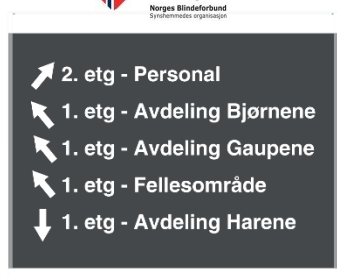 Norges Blindeforbund
Synshemmedes organisasjon
2. etg - Personal
1. etg - Avdeling Bjørnene
1. etg - Avdeling Gaupene
1. etg - Fellesområde
1. etg - Avdeling Harene